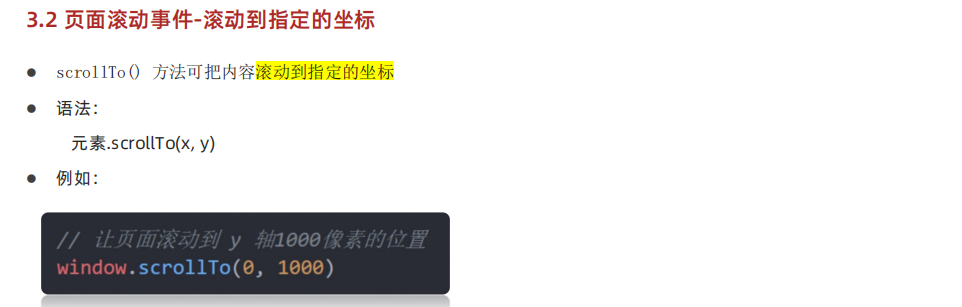 3.2 页面滚动事件-滚动到指定的坐标
● scrollTo() 方法可把内容滚动到指定的坐标
● 语法：
元素.scrollTo(x, y)
● 例如：
// 让页面滚动到 y 轴1000像素的位置
window.scrollTo(0, 1000)